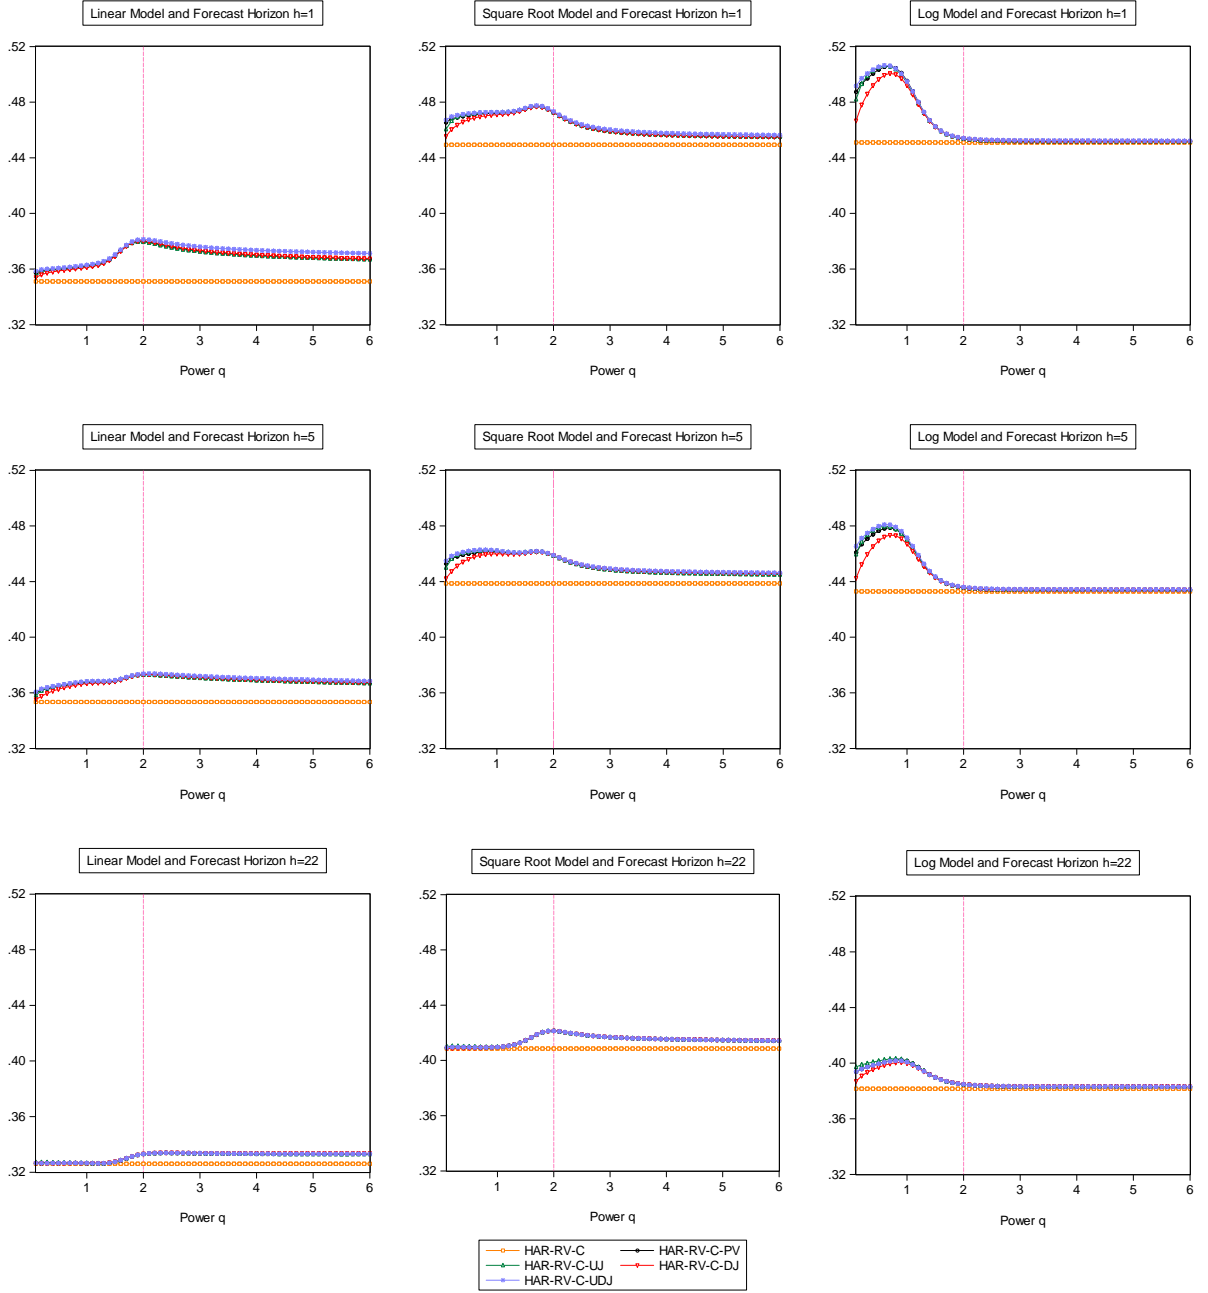 Linear Model and Forecast Horizon h=1
Square Root Model and Forecast Horizon h=1
Log Model and Forecast Horizon h=1
.52 .52 .52
.48 .48 .48
.44 .44 .44
.40 .40 .40
.36 .36 .36
.32 .32 .32
1 2 3 4 5 6 1 2 3 4 5 6 1 2 3 4 5 6
Power q Power q Power q
Linear Model and Forecast Horizon h=5
Square Root Model and Forecast Horizon h=5
Log Model and Forecast Horizon h=5
.52 .52 .52
.48 .48 .48
.44 .44 .44
.40 .40 .40
.36 .36 .36
.32 .32 .32
1 2 3 4 5 6 1 2 3 4 5 6 1 2 3 4 5 6
Power q Power q Power q
Linear Model and Forecast Horizon h=22
Square Root Model and Forecast Horizon h=22
Log Model and Forecast Horizon h=22
.52 .52 .52
.48 .48 .48
.44 .44 .44
.40 .40 .40
.36 .36 .36
.32 .32 .32
1 2 3 4 5 6 1 2 3 4 5 6 1 2 3 4 5 6
Power q Power q Power q
HAR-RV-C HAR-RV-C-PV
HAR-RV-C-UJ HAR-RV-C-DJ
HAR-RV-C-UDJ